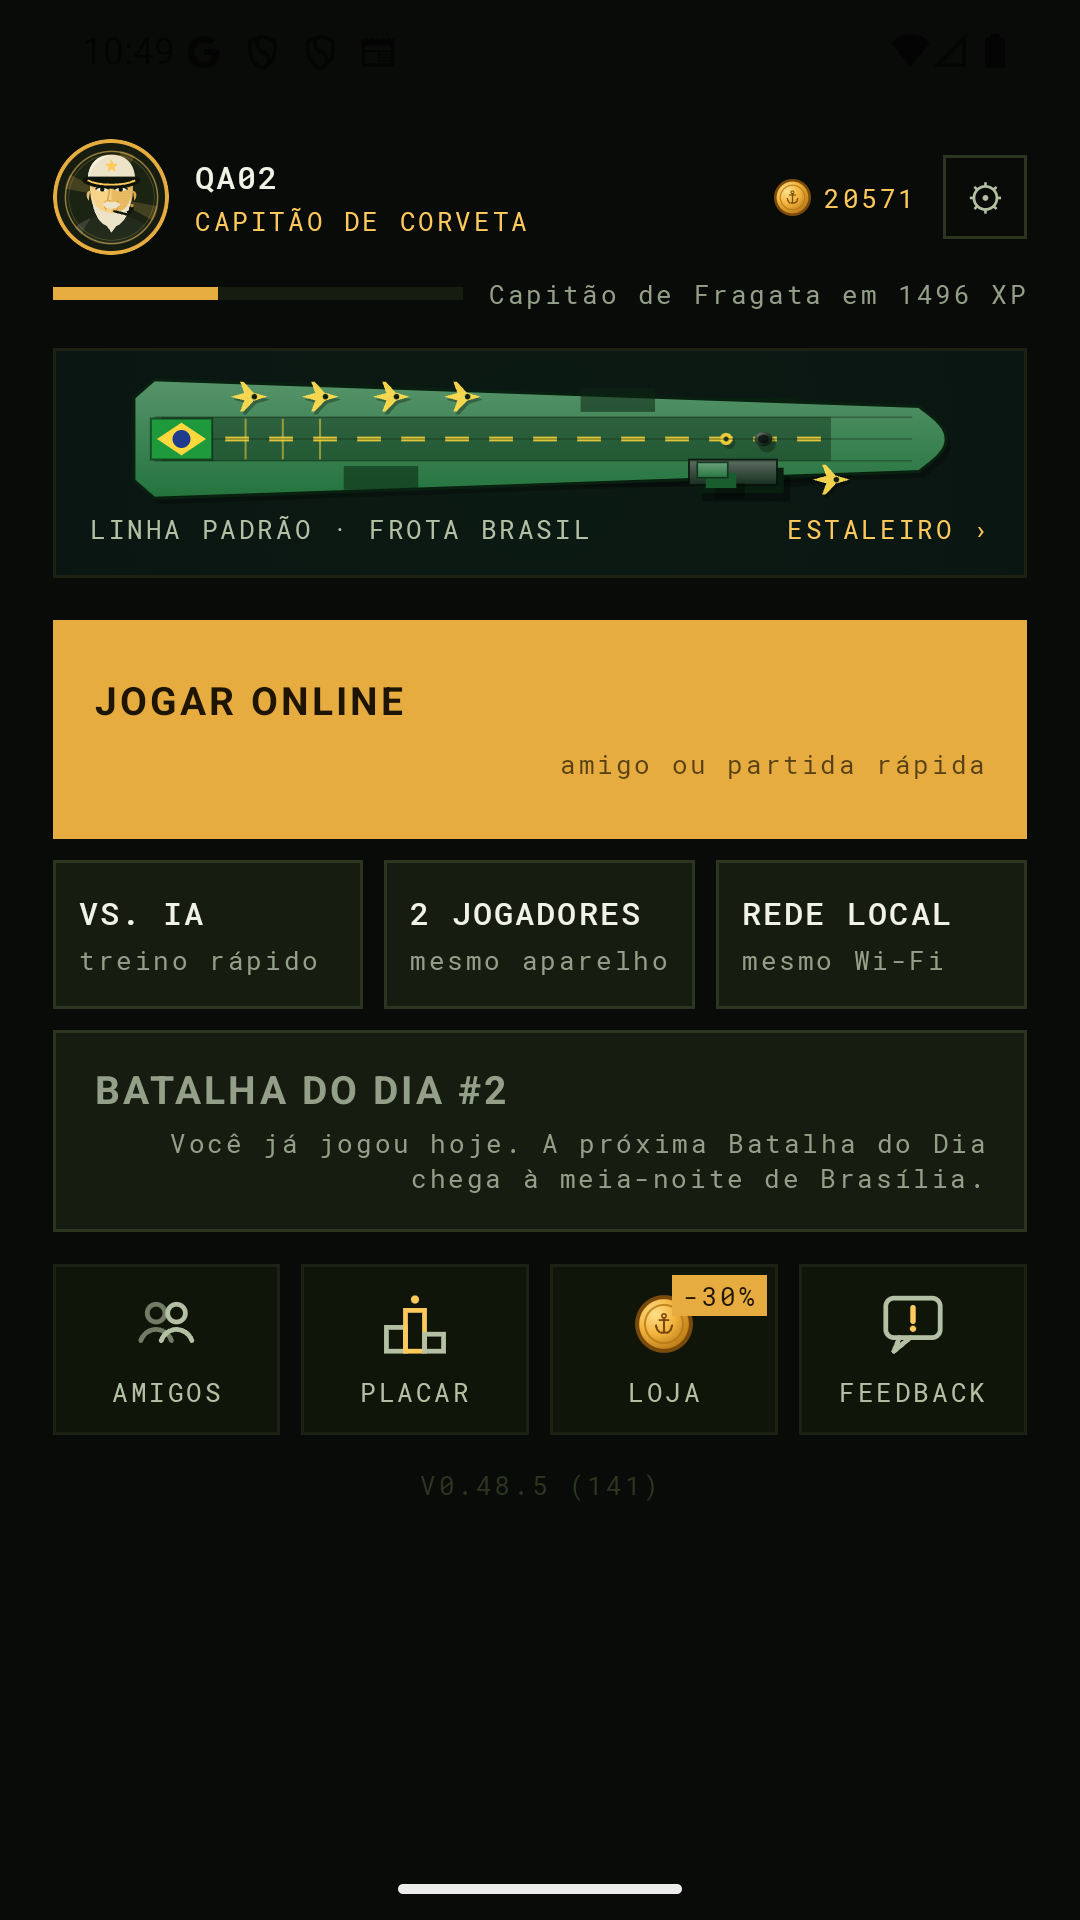 10:49
QA02
CAPITÃO DE CORVETA
20571
Capitão de Fragata em 1496 XP
LINHA PADRÃO · FROTA BRASIL
ESTALEIRO ›
JOGAR ONLINE
amigo ou partida rápida
VS. IA
treino rápido
2 JOGADORES
mesmo aparelho
REDE LOCAL
mesmo Wi-Fi
BATALHA DO DIA #2
Você já jogou hoje. A próxima Batalha do Dia
chega à meia-noite de Brasília.
AMIGOS
PLACAR
-30%
LOJA
FEEDBACK
V0.48.5 (141)